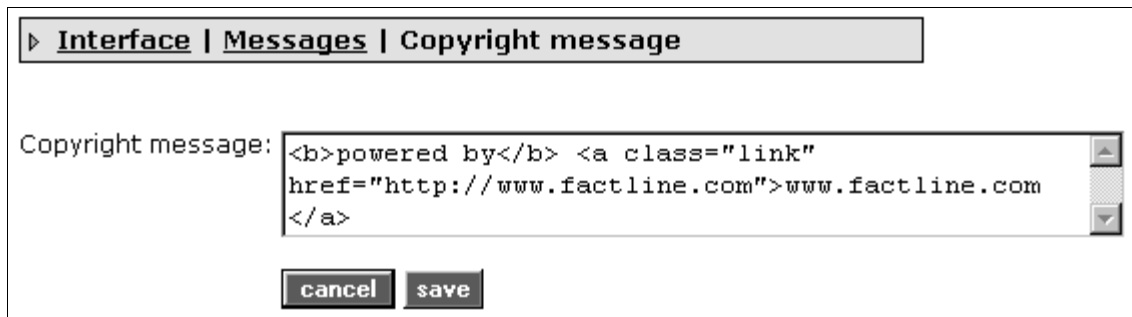 Interface | Messages | Copyright message
Copyright message:
<b>powered by</b> <a class="link"
href="http://www.factline.com">www.factline.com
</a>
cancel save